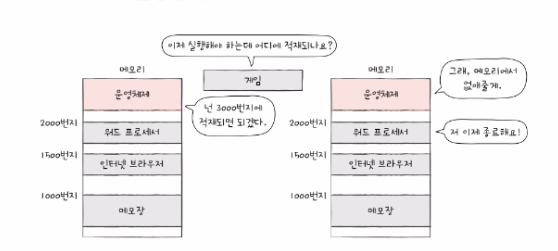 이제 실행해야 하는데 어디에 적재되나요?
메모리
게임
메모리
운영체제
넌 3000번지에
적재되면 되겠다.
운영체제
그래, 메모리에서
없애줄게.
2000번지
워드 프로세서
2000번지
워드 프로세서
저 이제 종료해요!
1500번지
인터넷 브라우저
1500번지
인터넷 브라우저
1000번지
메모장
1000번지
메모장